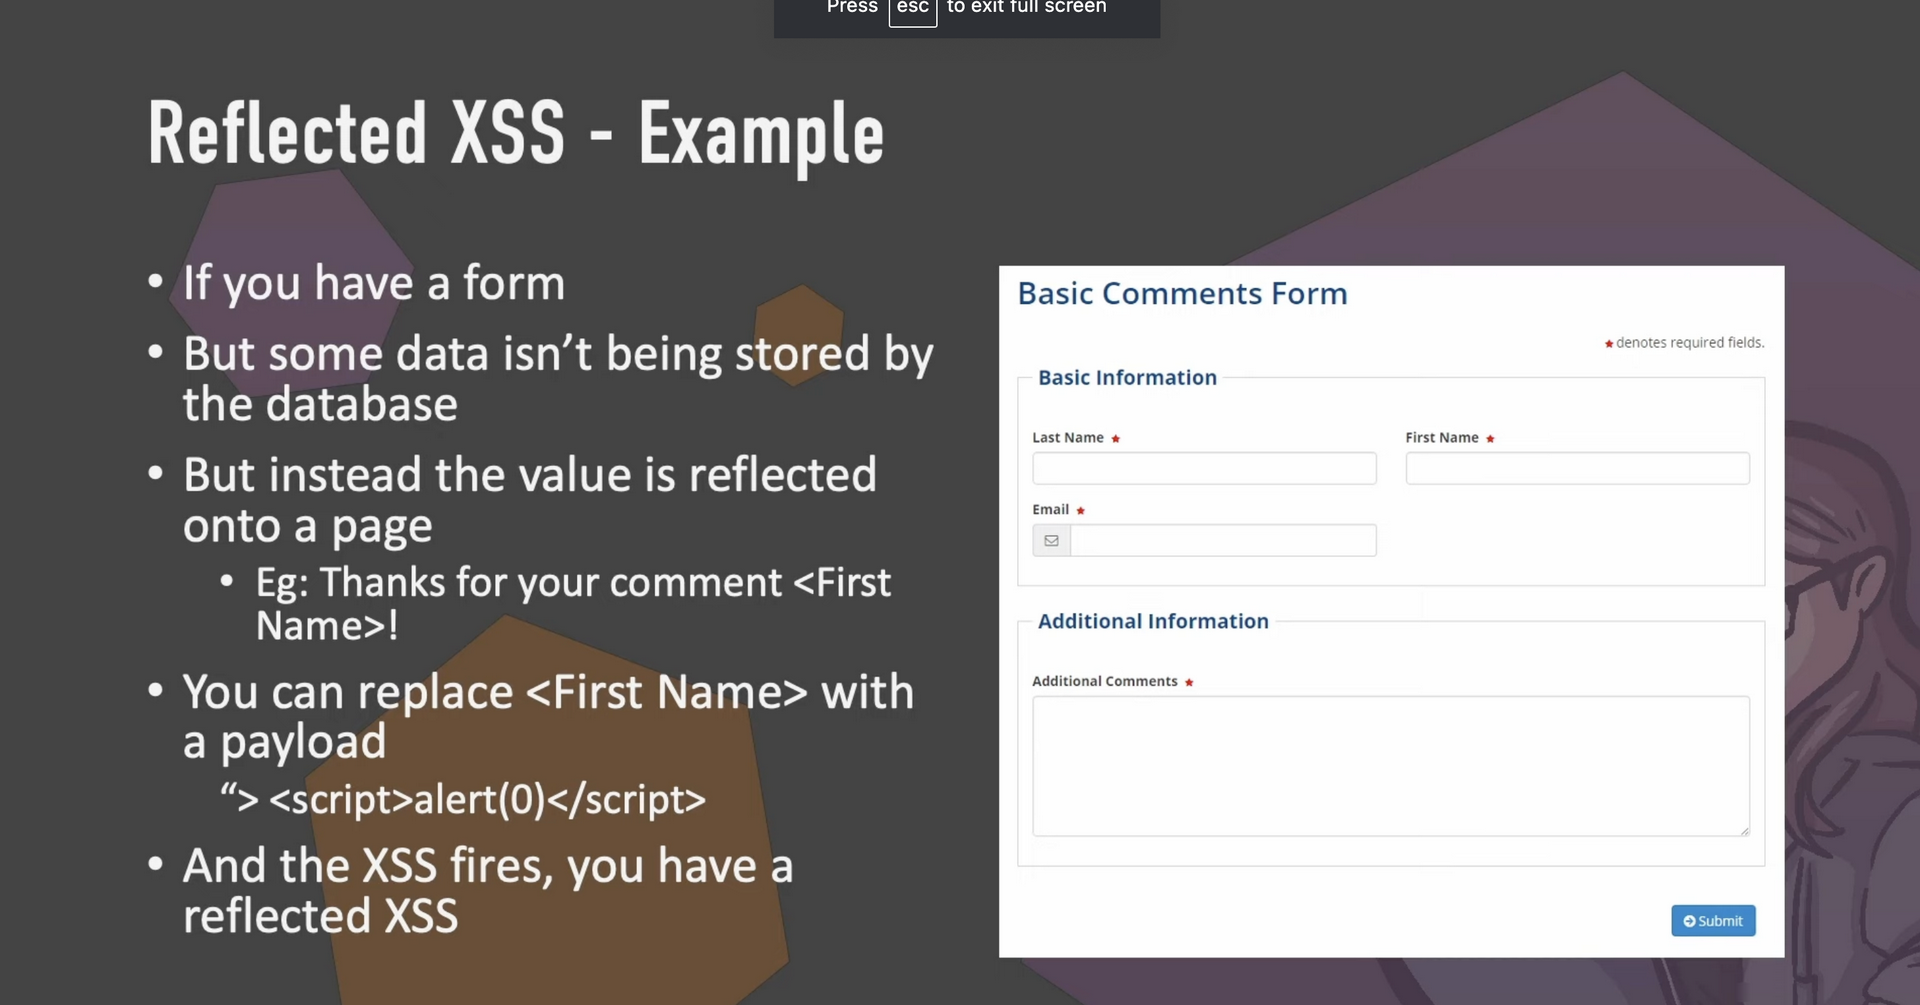 Press esc to exit full screen
Reflected XSS - Example
• If you have a form
• But some data isn’t being stored by
the database
• But instead the value is reflected
onto a page
• Eg: Thanks for your comment <First
Name>!
• You can replace <First Name> with
a payload
“> <script>alert(0)</script>
• And the XSS fires, you have a
reflected XSS
Basic Comments Form
★ denotes required fields.
Basic Information
Last Name ★
First Name ★
Email ★
Additional Information
Additional Comments ★
Submit